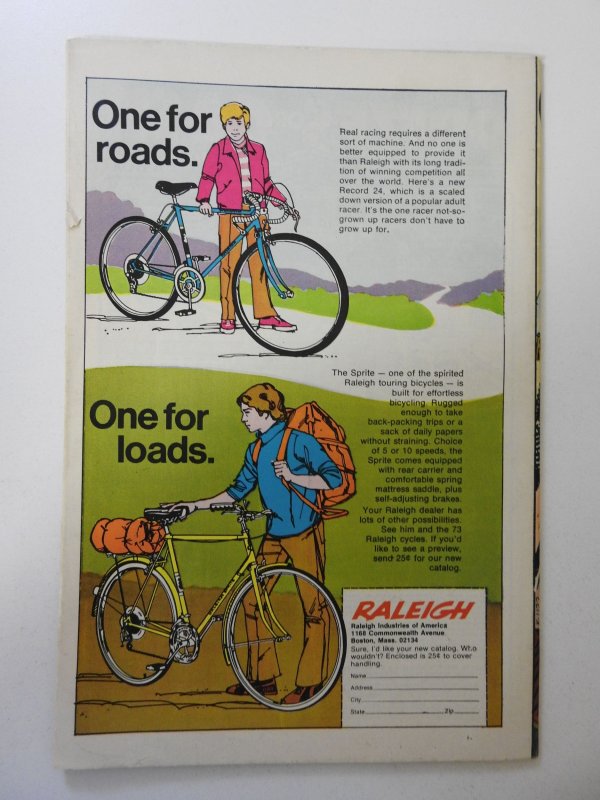 One for
roads.
Real racing requires a different
sort of machine. And no one is
better equipped to provide it
than Raleigh with its long tradi-
tion of winning competition all
over the world. Here's a new
Record 24, which is a scaled
down version of a popular adult
racer. It's the one racer not-so-
grown up racers don't have to
grow up for.
The Sprite — one of the spirited
Raleigh touring bicycles — is
built for effortless
bicycling. Rugged
enough to take
back-packing trips or a
sack of daily papers
without straining. Choice
of 5 or 10 speeds, the
Sprite comes equipped
with rear carrier and
comfortable spring
mattress saddle, plus
self-adjusting brakes.
Your Raleigh dealer has
lots of other possibilities.
See him and the 73
Raleigh cycles. If you'd
like to see a preview,
send 25¢ for our new
catalog.
One for
loads.
RALEIGH
Raleigh Industries of America
1168 Commonwealth Avenue
Boston, Mass. 02134
Sure, I'd like your new catalog. Who
wouldn't? Enclosed is 25¢ to cover
handling.
Name
Address
City
State Zip